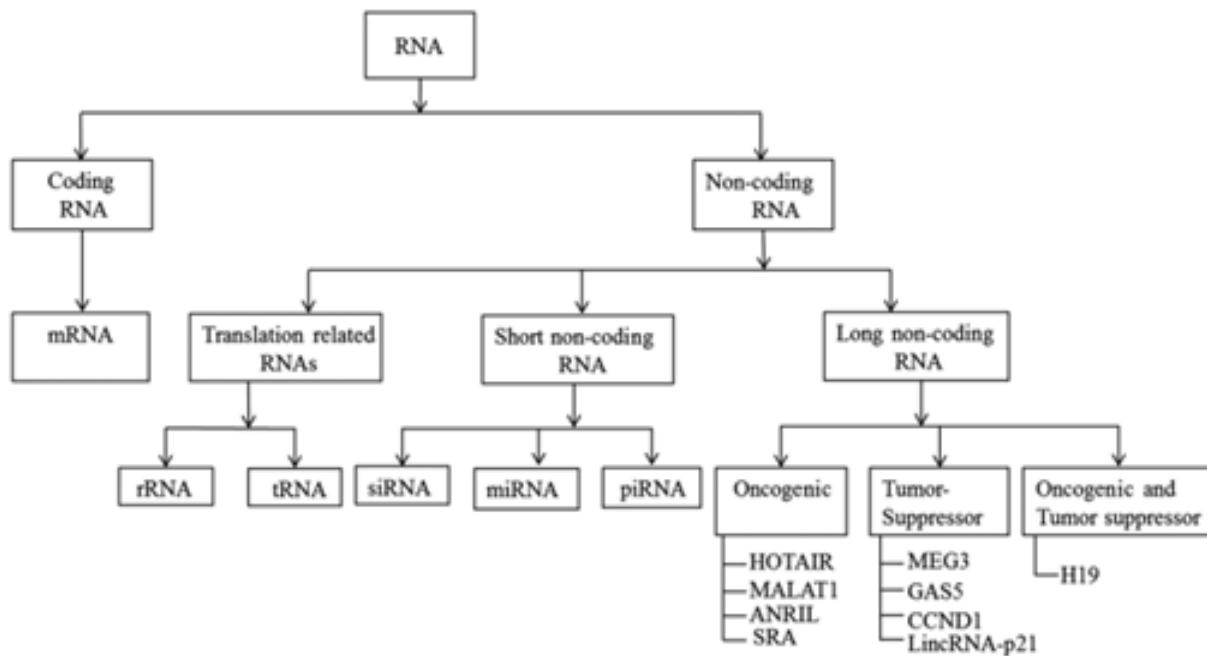 RNA
Coding
RNA
Non-coding
RNA
mRNA
Translation related
RNAs
Short non-coding
RNA
Long non-coding
RNA
rRNA
tRNA
siRNA
miRNA
piRNA
Oncogenic
Tumor-
Suppressor
Oncogenic and
Tumor suppressor
HOTAIR
MALAT1
ANRIL
SRA
MEG3
GAS5
CCND1
LincRNA-p21
H19